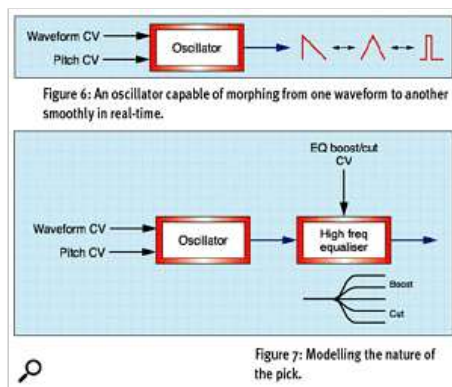 Waveform CV
Pitch CV
Oscillator
Figure 6: An oscillator capable of morphing from one waveform to another
smoothly in real-time.
EQ boost/cut
CV
Waveform CV
Pitch CV
Oscillator
High freq
equaliser
Boost
Cut
Figure 7: Modelling the nature
of the pick.